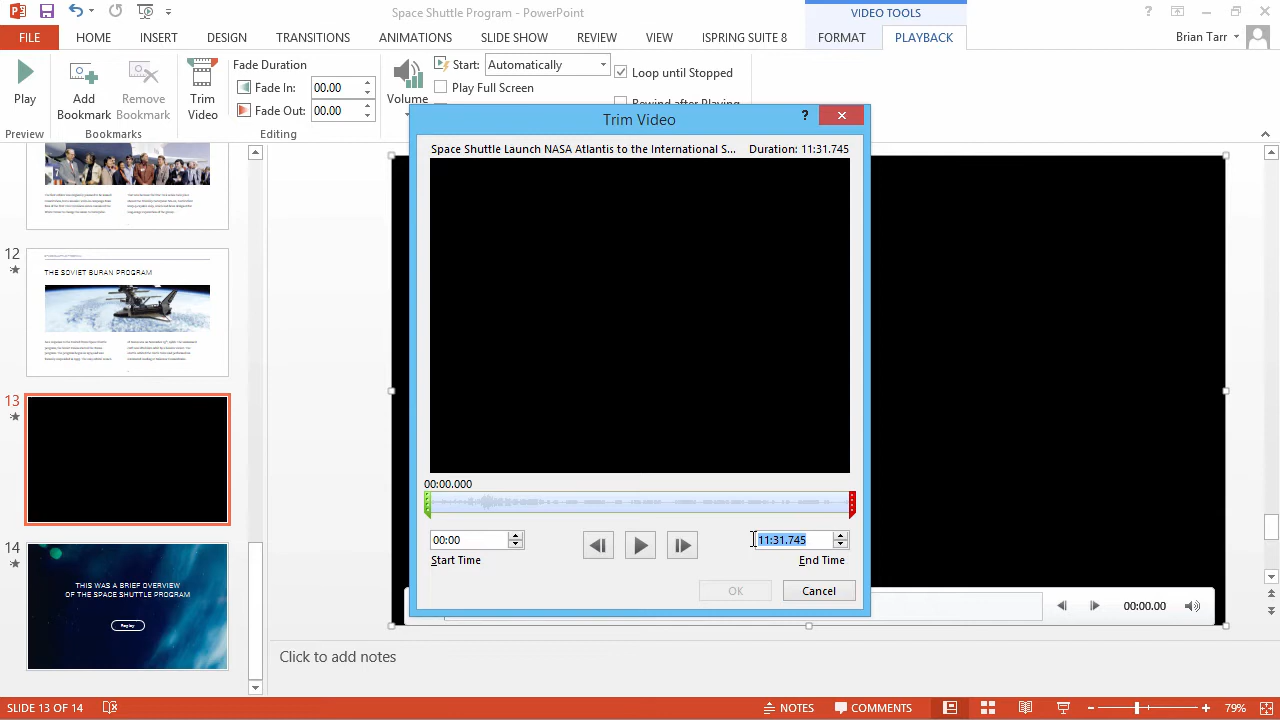 Space Shuttle Program - PowerPoint
VIDEO TOOLS
FILE
HOME
INSERT
DESIGN
TRANSITIONS
ANIMATIONS
SLIDE SHOW
REVIEW
VIEW
ISPRING SUITE 8
FORMAT
PLAYBACK
Brian Tarr
Play
Preview
Add Bookmark
Remove Bookmark
Bookmarks
Trim Video
Fade Duration
Fade In: 00.00
Fade Out: 00.00
Editing
Volume
Start: Automatically
Play Full Screen
Loop until Stopped
Rewind after Playing
Trim Video
?
Space Shuttle Launch NASA Atlantis to the International S...
Duration: 11:31.745
00:00.000
00:00
Start Time
11:31.745
End Time
OK
Cancel
12
THE SOVIET BURAN PROGRAM
13
14
THIS WAS A BRIEF OVERVIEW
OF THE SPACE SHUTTLE PROGRAM
Replay
00:00.00
Click to add notes
SLIDE 13 OF 14
NOTES
COMMENTS
79%